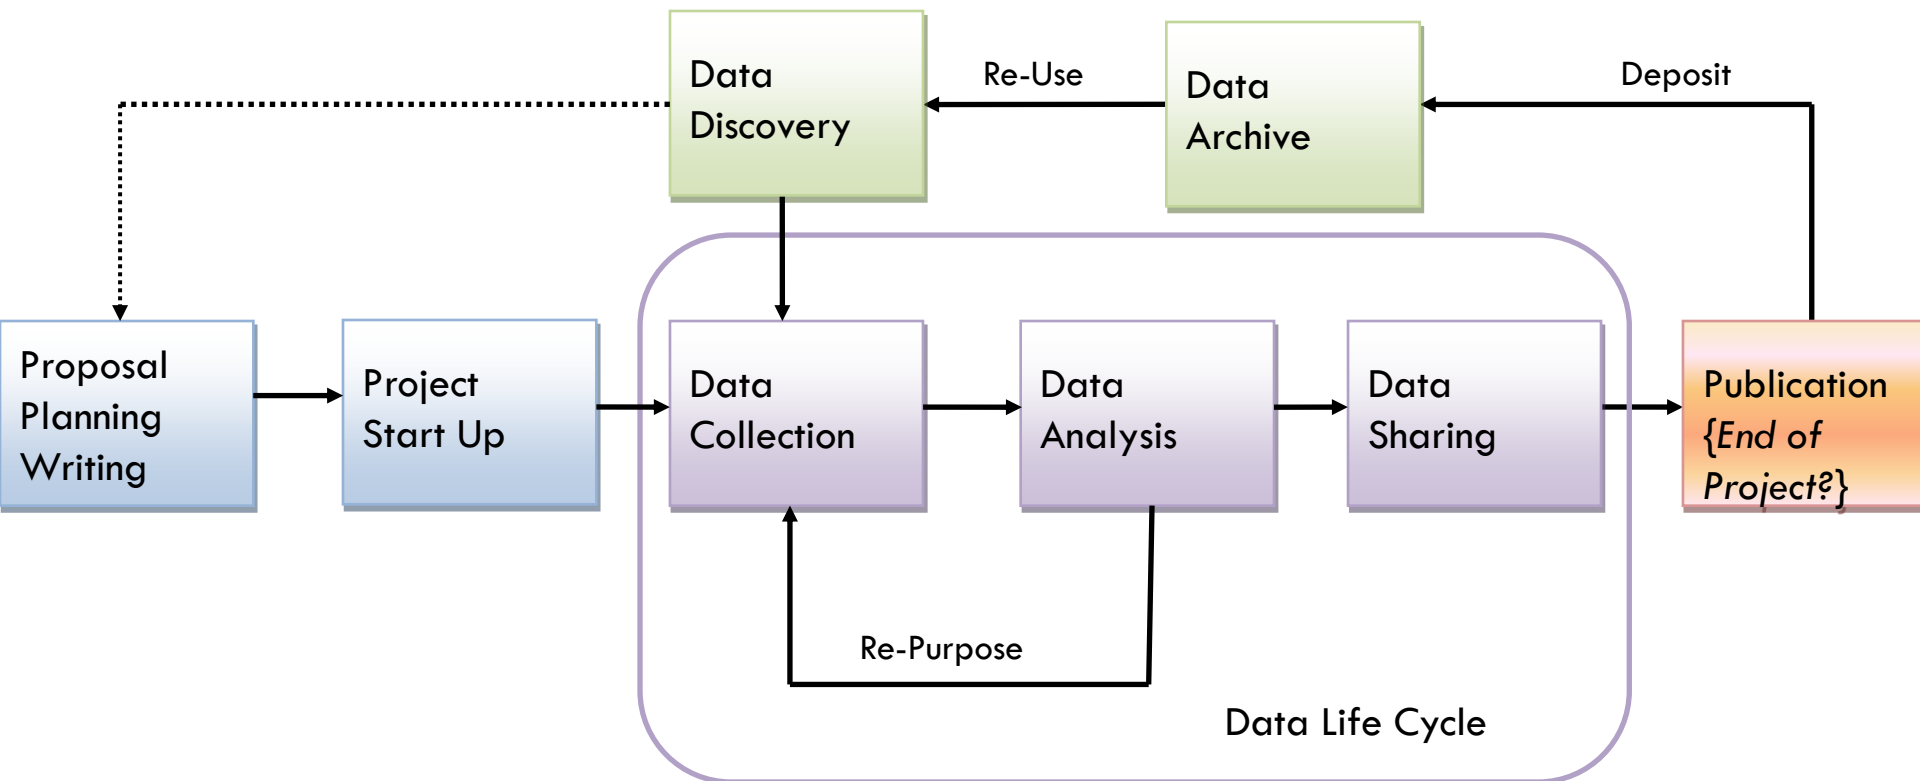 Data
Discovery
Re-Use
Data
Archive
Deposit
Proposal
Planning
Writing
Project
Start Up
Data
Collection
Data
Analysis
Data
Sharing
Publication
{End of
Project?}
Re-Purpose
Data Life Cycle